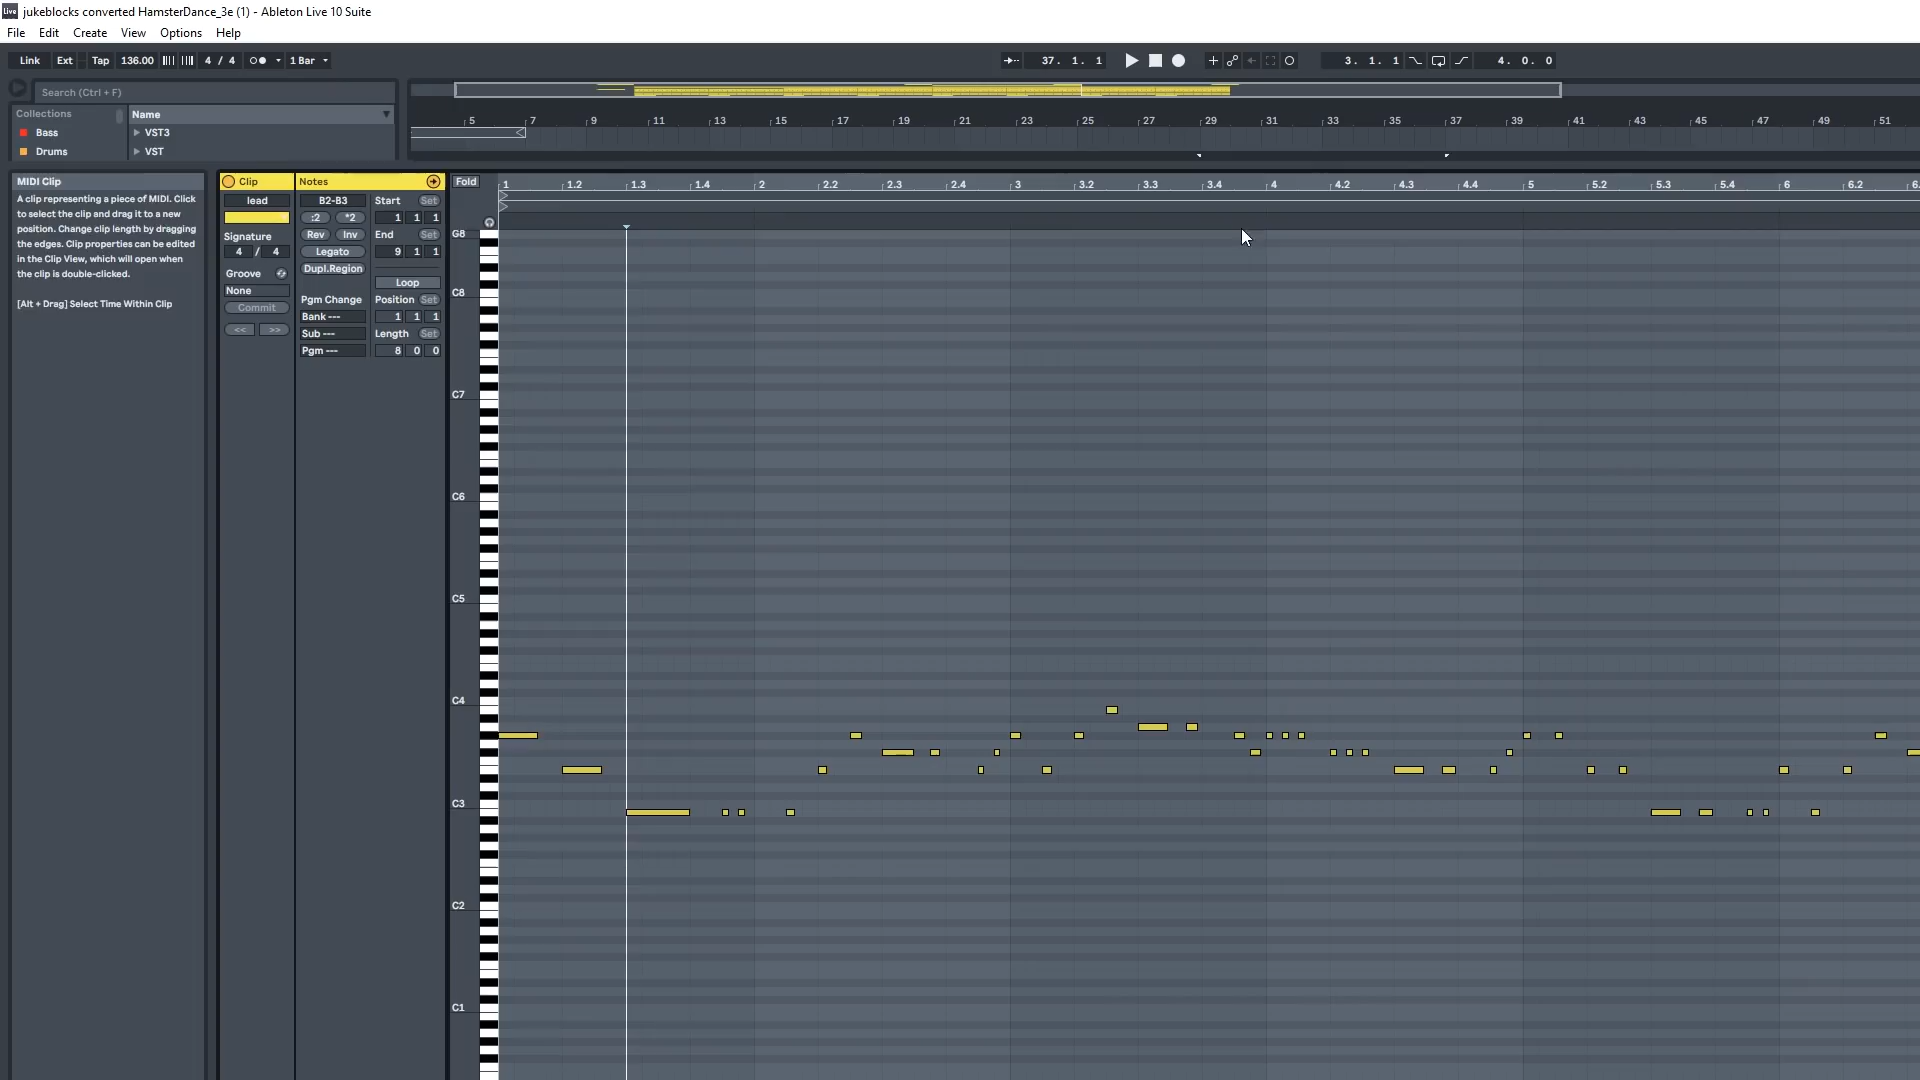 Live jukeblocks converted HamsterDance_3e (1) - Ableton Live 10 Suite
File Edit Create View Options Help
Link Ext Tap 136.00 4 / 4 1 Bar 37. 1. 1 3. 1. 1 4. 0. 0
Search (Ctrl + F)
Collections Name
Bass VST3
Drums VST
5 7 9 11 13 15 17 19 21 23 25 27 29 31 33 35 37 39 41 43 45 47 49 51
MIDI Clip
A clip representing a piece of MIDI. Click
to select the clip and drag it to a new
position. Change clip length by dragging
the edges. Clip properties can be edited
in the Clip View, which will open when
the clip is double-clicked.
[Alt + Drag] Select Time Within Clip
Clip
lead
Signature
4 / 4
Groove
None
Commit
<< >>
Notes
B2-B3
:2 *2
Rev Inv
Legato
Dupl.Region
Pgm Change
Bank ---
Sub ---
Pgm ---
Start Set
1 1 1
End Set
9 1 1
Loop
Position Set
1 1 1
Length Set
8 0 0
Fold
1 1.2 1.3 1.4 2 2.2 2.3 2.4 3 3.2 3.3 3.4 4 4.2 4.3 4.4 5 5.2 5.3 5.4 6 6.2 6.
G8
C8
C7
C6
C5
C4
C3
C2
C1